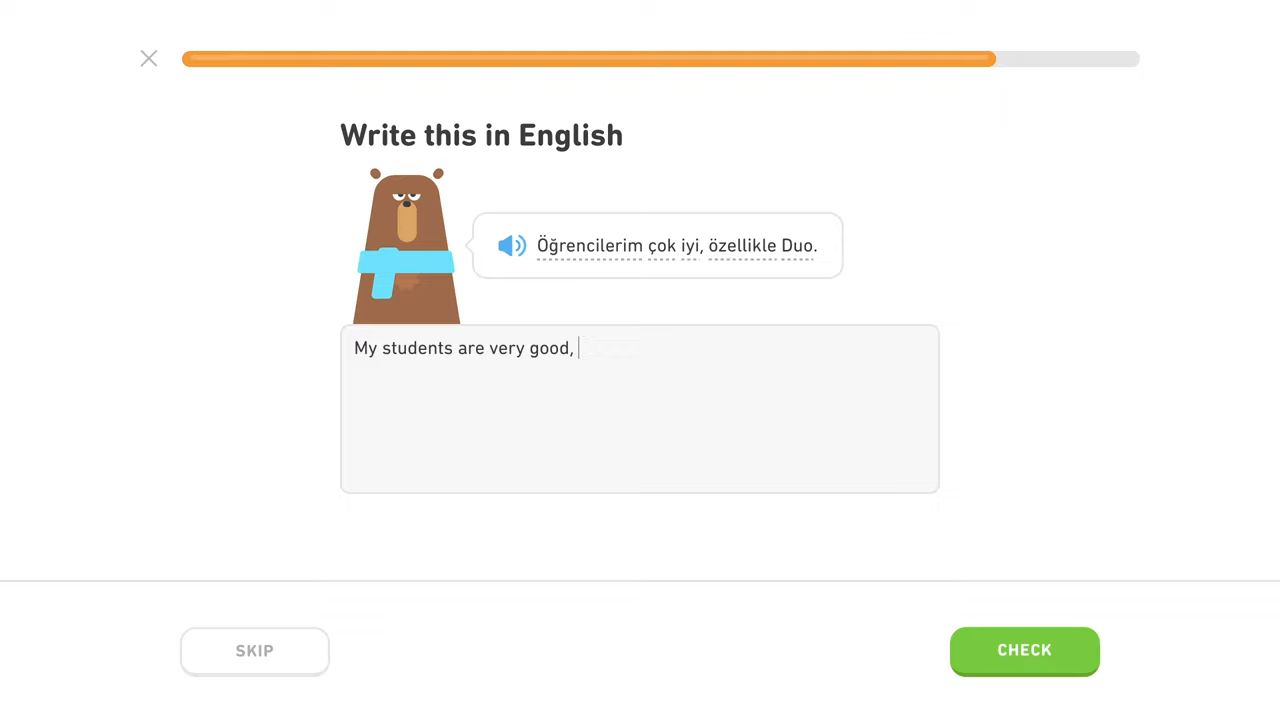 Write this in English
Öğrencilerim çok iyi, özellikle Duo.
My students are very good,
SKIP
CHECK